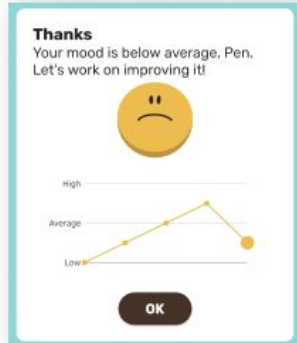 Thanks
Your mood is below average, Pen.
Let's work on improving it!
High
Average
Low
OK